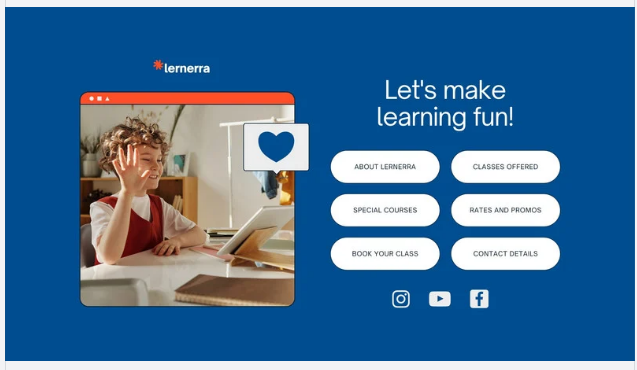 lernerra
Let's make
learning fun!
ABOUT LERNERRA
CLASSES OFFERED
SPECIAL COURSES
RATES AND PROMOS
BOOK YOUR CLASS
CONTACT DETAILS